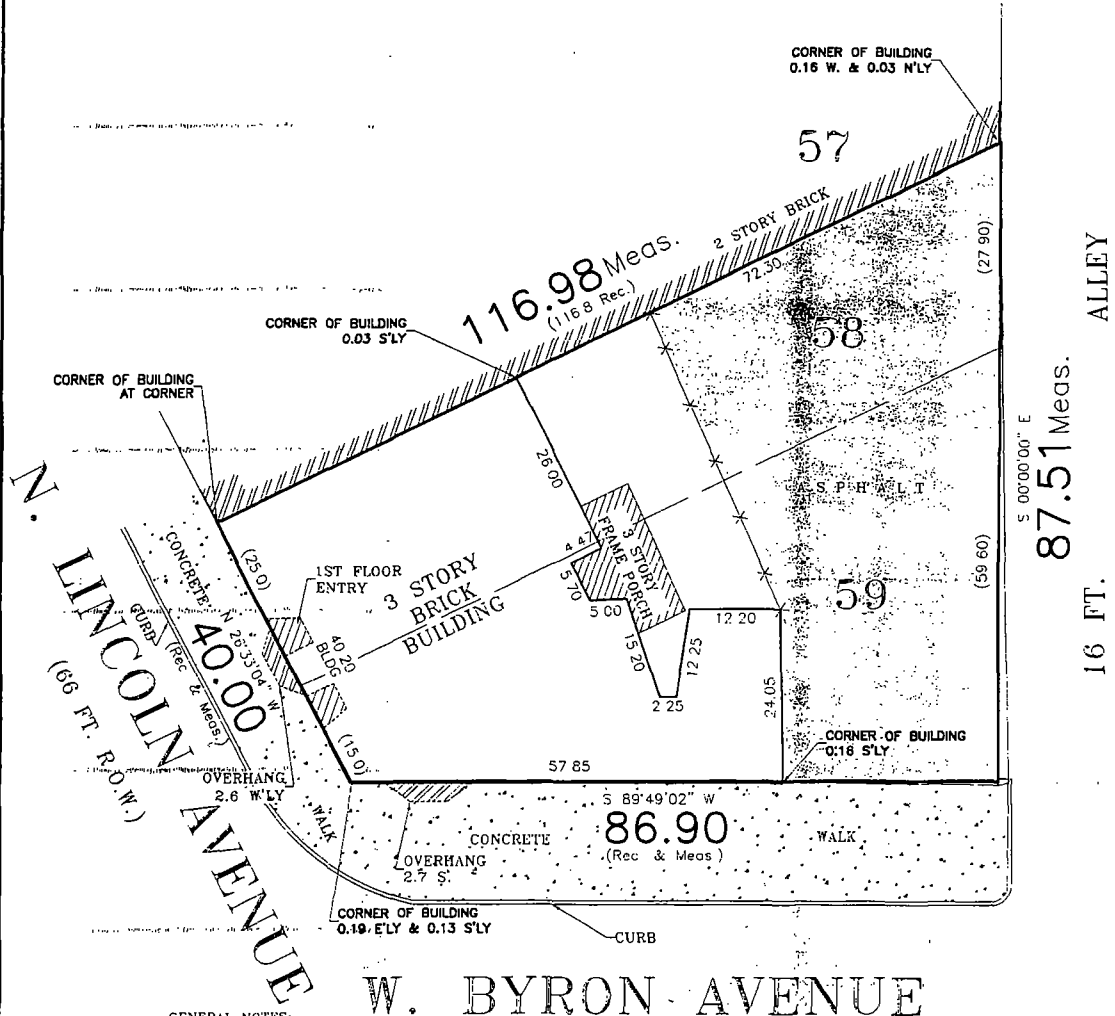 CORNER OF BUILDING
0.16 W. & 0.03 N'LY
57
2 STORY BRICK
72.30
(27 90)
ALLEY
116.98 Meas.
(116 8 Rec.)
CORNER OF BUILDING
0.03 S'LY
58
CORNER OF BUILDING
AT CORNER
S 00°00'00" E
87.51 Meas.
26 00
ASPHALT
N. LINCOLN AVENUE
(66 FT. R.O.W.)
CONCRETE
(25 0)
1ST FLOOR
ENTRY
3 STORY
BRICK
BUILDING
4 47
3 STORY
FRAME PORCH
5 70
5 00
12 20
59
(59 60)
16 FT.
CURB
N 26°33'04" W
40.00
(Rec & Meas.)
40 20
BLDG
15 20
12 25
2 25
24.05
(15 0)
CORNER OF BUILDING
0.18 S'LY
57 85
OVERHANG
2.6 W'LY
WALK
S 89°49'02" W
86.90
(Rec & Meas)
CONCRETE
WALK
OVERHANG
2.7 S.
CORNER OF BUILDING
0.19 E'LY & 0.13 S'LY
CURB
W. BYRON AVENUE
GENERAL NOTES: